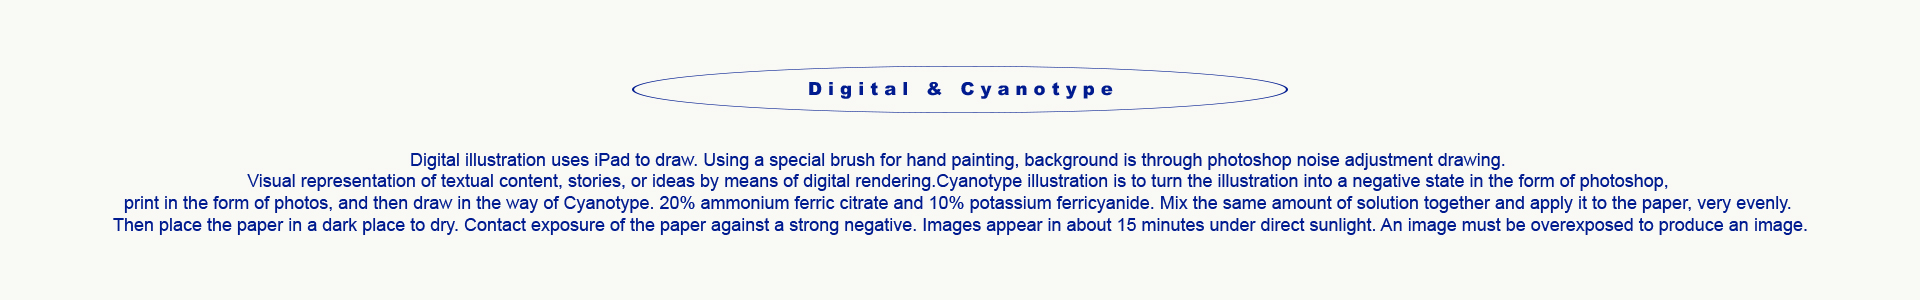 Digital & Cyanotype
Digital illustration uses iPad to draw. Using a special brush for hand painting, background is through photoshop noise adjustment drawing.
Visual representation of textual content, stories, or ideas by means of digital rendering.Cyanotype illustration is to turn the illustration into a negative state in the form of photoshop,
print in the form of photos, and then draw in the way of Cyanotype. 20% ammonium ferric citrate and 10% potassium ferricyanide. Mix the same amount of solution together and apply it to the paper, very evenly.
Then place the paper in a dark place to dry. Contact exposure of the paper against a strong negative. Images appear in about 15 minutes under direct sunlight. An image must be overexposed to produce an image.